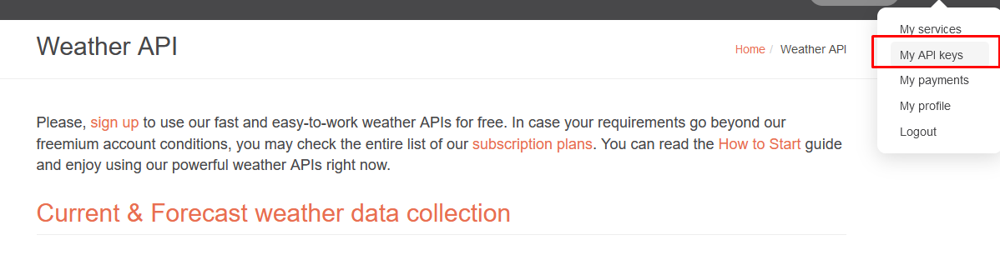 Weather API
Home / Weather API
My services
My API keys
My payments
My profile
Logout
Please, sign up to use our fast and easy-to-work weather APIs for free. In case your requirements go beyond our
freemium account conditions, you may check the entire list of our subscription plans. You can read the How to Start guide
and enjoy using our powerful weather APIs right now.
Current & Forecast weather data collection